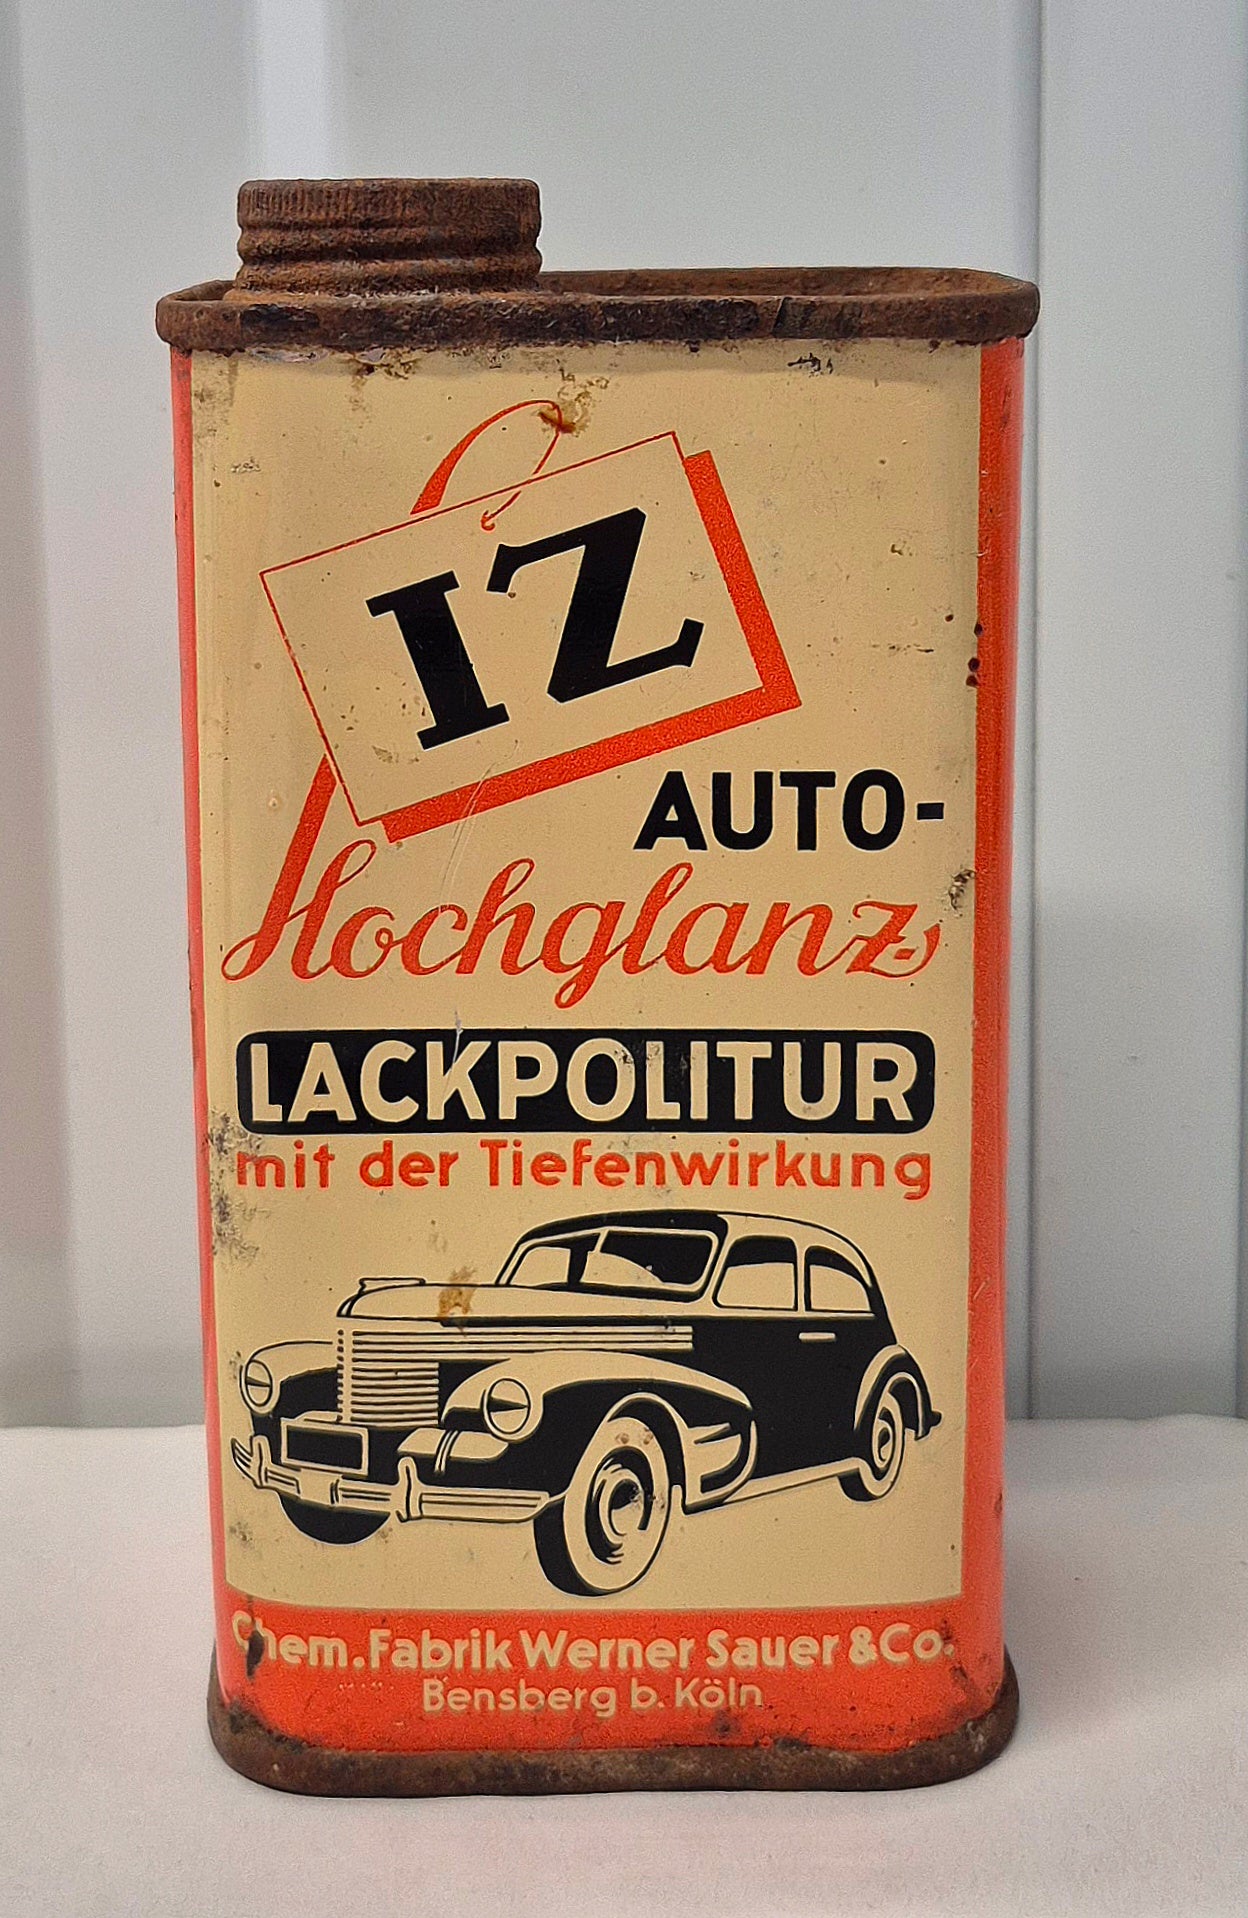 IZ
AUTO-
Hochglanz-
LACKPOLITUR
mit der Tiefenwirkung
Chem. Fabrik Werner Sauer & Co.
Bensberg b. Köln